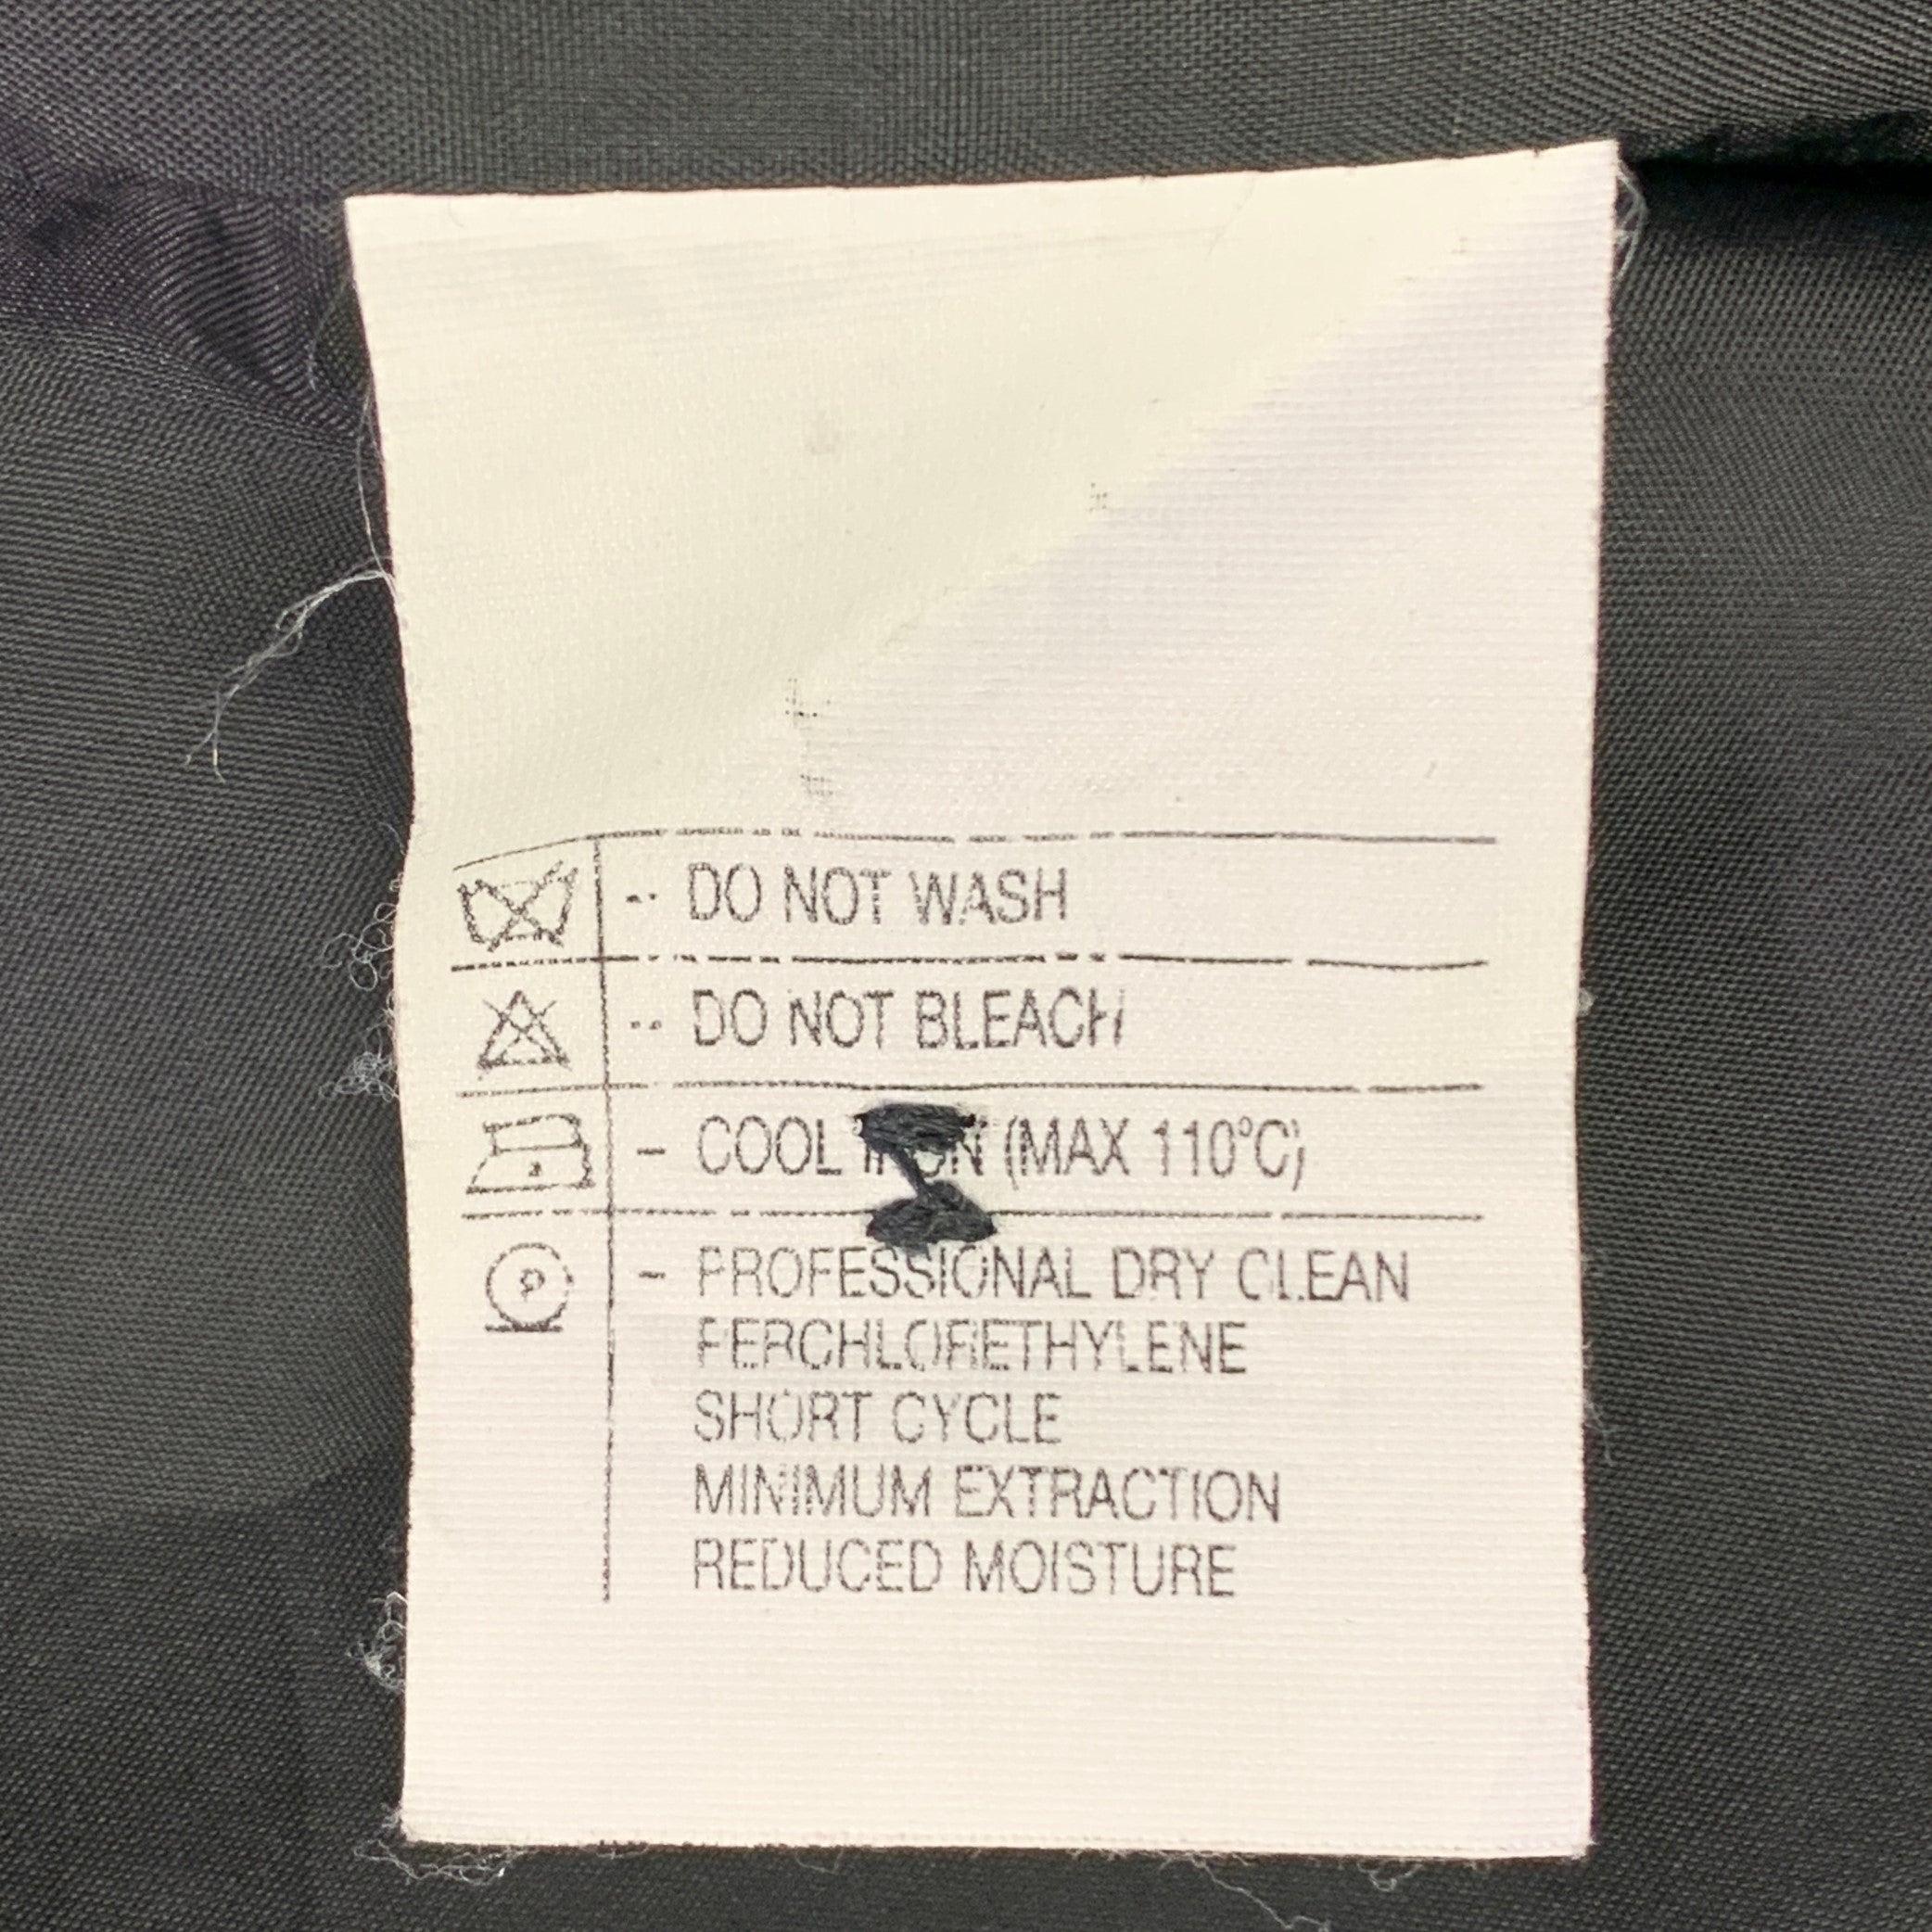 - DO NOT WASH
- DO NOT BLEACH
- COOL IRON (MAX 110°C)
P
- PROFESSIONAL DRY CLEAN
PERCHLORETHYLENE
SHORT CYCLE
MINIMUM EXTRACTION
REDUCED MOISTURE